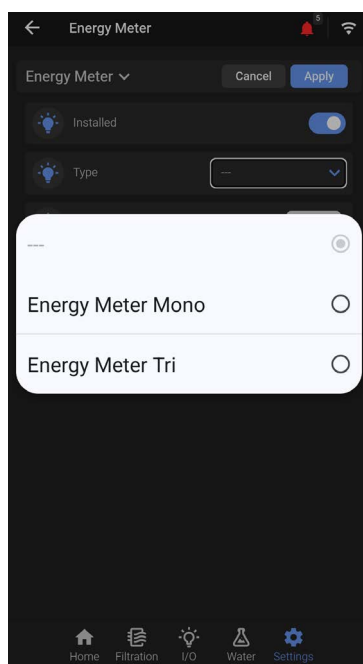 Energy Meter
5
Energy Meter
Cancel
Apply
Installed
Type
---
---
Energy Meter Mono
Energy Meter Tri
Home
Filtration
I/O
Water
Settings